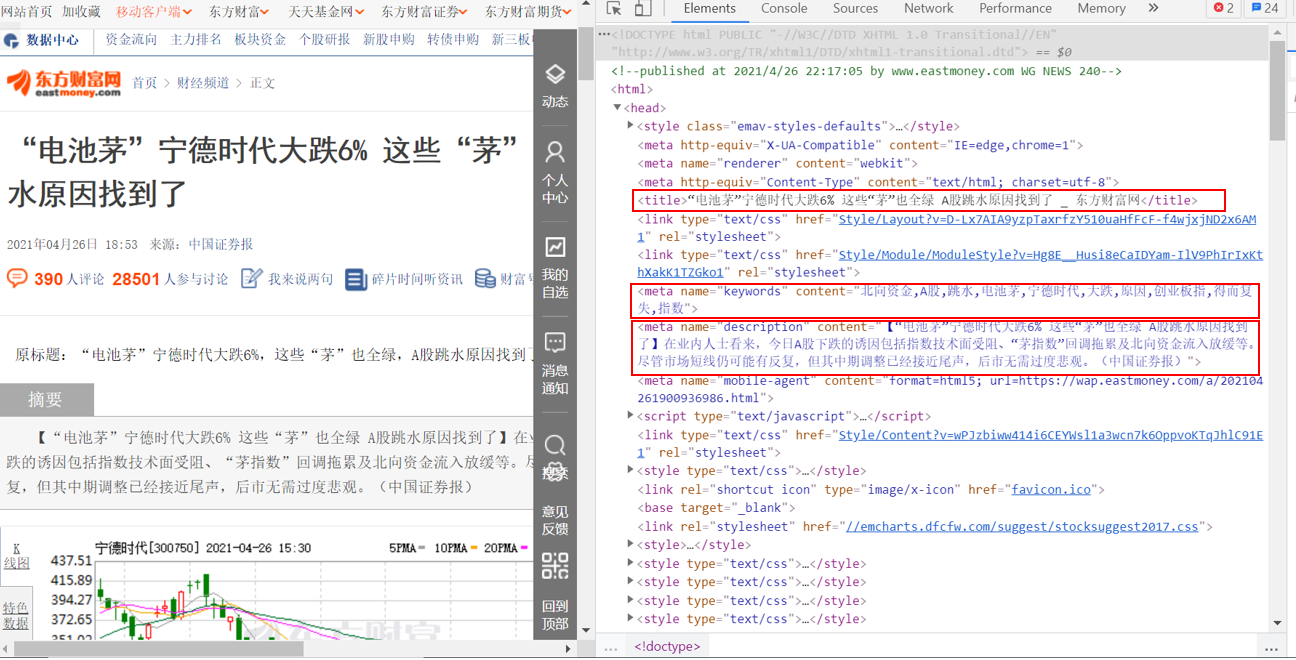 网站首页 加收藏 移动客户端 东方财富 天天基金网 东方财富证券 东方财富期货
数据中心 资金流向 主力排名 板块资金 个股研报 新股申购 转债申购 新三板
东方财富网
eastmoney.com
首页 > 财经频道 > 正文
“电池茅”宁德时代大跌6% 这些“茅”
水原因找到了
2021年04月26日 18:53 来源：中国证券报
390人评论 28501人参与讨论 我来说两句 碎片时间听资讯 财富号
原标题：“电池茅”宁德时代大跌6%，这些“茅”也全绿，A股跳水原因找到了
摘要
【“电池茅”宁德时代大跌6% 这些“茅”也全绿 A股跳水原因找到了】在业
跌的诱因包括指数技术面受阻、“茅指数”回调拖累及北向资金流入放缓等。尽
复，但其中期调整已经接近尾声，后市无需过度悲观。（中国证券报）
K
线图
特色
数据
宁德时代[300750] 2021-04-26 15:30 5PMA 10PMA 20PMA
437.51
415.89
394.27
372.65
351.02
东方财富
动态
个人
中心
我的
自选
消息
通知
搜索
意见
反馈
回到
顶部
Elements Console Sources Network Performance Memory » 2 24
<!DOCTYPE html PUBLIC "-//W3C//DTD XHTML 1.0 Transitional//EN"
"http://www.w3.org/TR/xhtml1/DTD/xhtml1-transitional.dtd"> == $0
<!--published at 2021/4/26 22:17:05 by www.eastmoney.com WG NEWS 240-->
<html>
<head>
<style class="emav-styles-defaults">…</style>
<meta http-equiv="X-UA-Compatible" content="IE=edge,chrome=1">
<meta name="renderer" content="webkit">
<meta http-equiv="Content-Type" content="text/html; charset=utf-8">
<title>“电池茅”宁德时代大跌6% 这些“茅”也全绿 A股跳水原因找到了 _ 东方财富网</title>
<link type="text/css" href="Style/Layout?v=D-Lx7AIA9yzpTaxrfzY510uaHfFcF-f4wjxjND2x6AM
1" rel="stylesheet">
<link type="text/css" href="Style/Module/ModuleStyle?v=Hg8E__Husi8eCaIDYam-IlV9PhIrIxKt
hXakK1TZGko1" rel="stylesheet">
<meta name="keywords" content="北向资金,A股,跳水,电池茅,宁德时代,大跌,原因,创业板指,得而复
失,指数">
<meta name="description" content="【“电池茅”宁德时代大跌6% 这些“茅”也全绿 A股跳水原因找到
了】在业内人士看来，今日A股下跌的诱因包括指数技术面受阻、“茅指数”回调拖累及北向资金流入放缓等。
尽管市场短线仍可能有反复，但其中期调整已经接近尾声，后市无需过度悲观。（中国证券报）">
<meta name="mobile-agent" content="format=html5; url=https://wap.eastmoney.com/a/202104
261900936986.html">
<script type="text/javascript">…</script>
<link type="text/css" href="Style/Content?v=wPJzbiww414i6CEYWsl1a3wcn7k6OppvoKTqJhlC91E
1" rel="stylesheet">
<style type="text/css">…</style>
<link rel="shortcut icon" type="image/x-icon" href="favicon.ico">
<base target="_blank">
<link rel="stylesheet" href="//emcharts.dfcfw.com/suggest/stocksuggest2017.css">
<style>…</style>
<style type="text/css">…</style>
<style type="text/css">…</style>
<style type="text/css">…</style>
<style type="text/css">…</style>
... <!doctype> ...